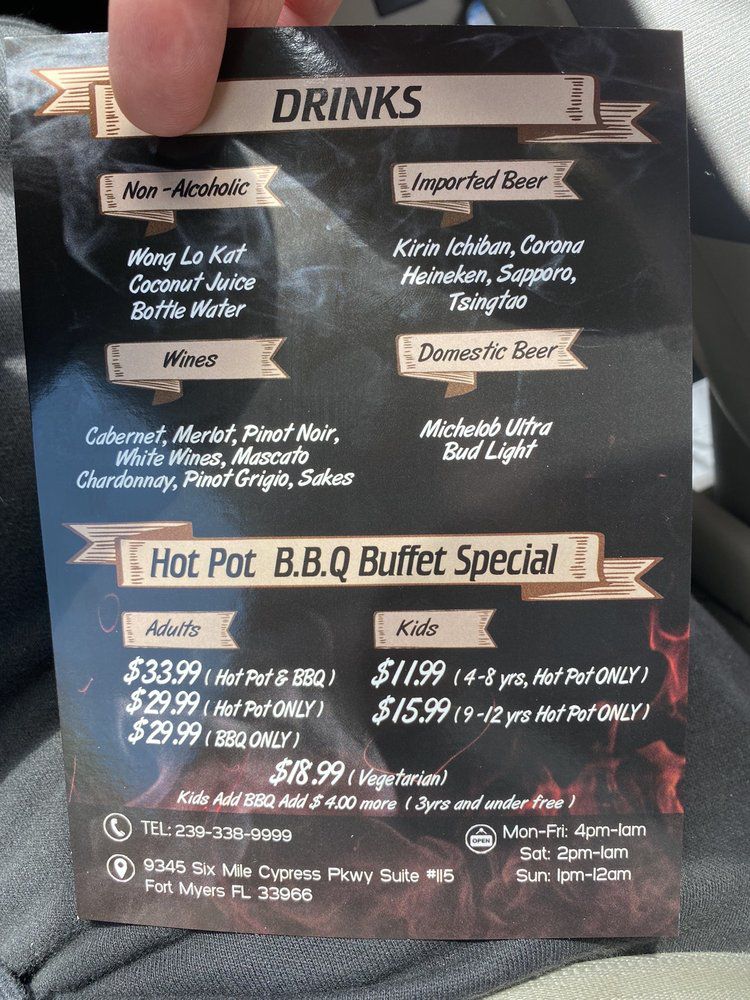 DRINKS
Non-Alcoholic
Wong Lo Kat
Coconut Juice
Bottle Water
Imported Beer
Kirin Ichiban, Corona
Heineken, Sapporo,
Tsingtao
Wines
Cabernet, Merlot, Pinot Noir,
White Wines, Mascato
Chardonnay, Pinot Grigio, Sakes
Domestic Beer
Michelob Ultra
Bud Light
Hot Pot B.B.Q Buffet Special
Adults
$33.99 (Hot Pot & BBQ)
$29.99 (Hot Pot ONLY)
$29.99 (BBQ ONLY)
Kids
$11.99 (4-8 yrs, Hot Pot ONLY)
$15.99 (9-12 yrs Hot Pot ONLY)
$18.99 (Vegetarian)
Kids Add BBQ Add $4.00 more (3yrs and under free)
TEL: 239-338-9999
9345 Six Mile Cypress Pkwy Suite #115
Fort Myers FL 33966
OPEN
Mon-Fri: 4pm-1am
Sat: 2pm-1am
Sun: 1pm-12am